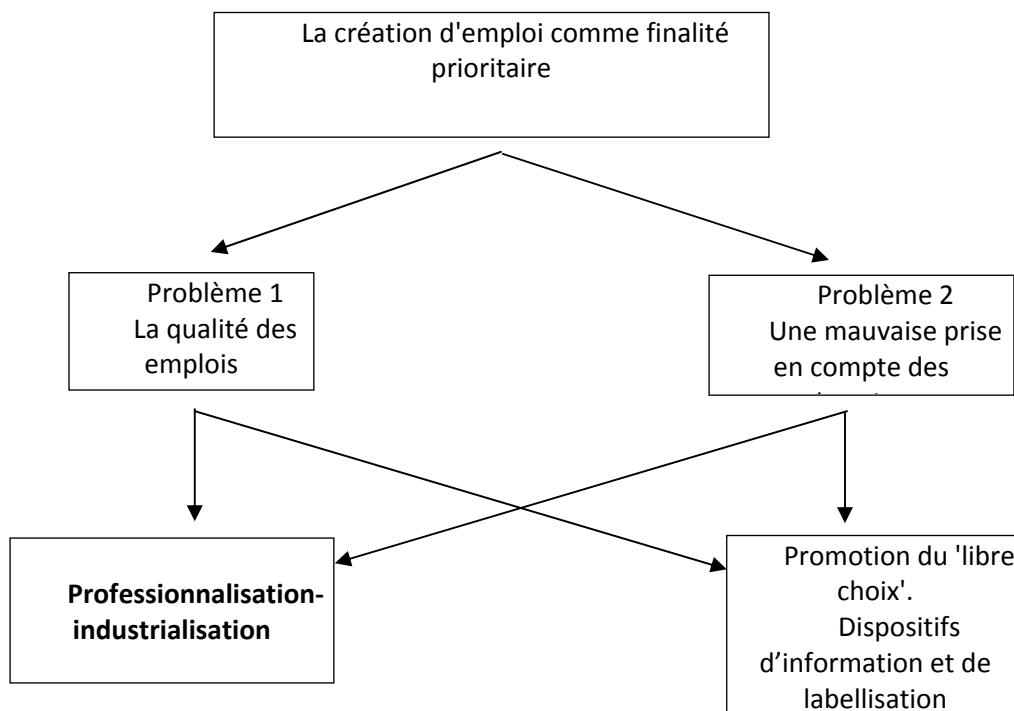 La création d'emploi comme finalité
prioritaire
Problème 1
La qualité des
emplois
Problème 2
Une mauvaise prise
en compte des
Professionnalisation-
industrialisation
Promotion du 'libre
choix'.
Dispositifs
d’information et de
labellisation